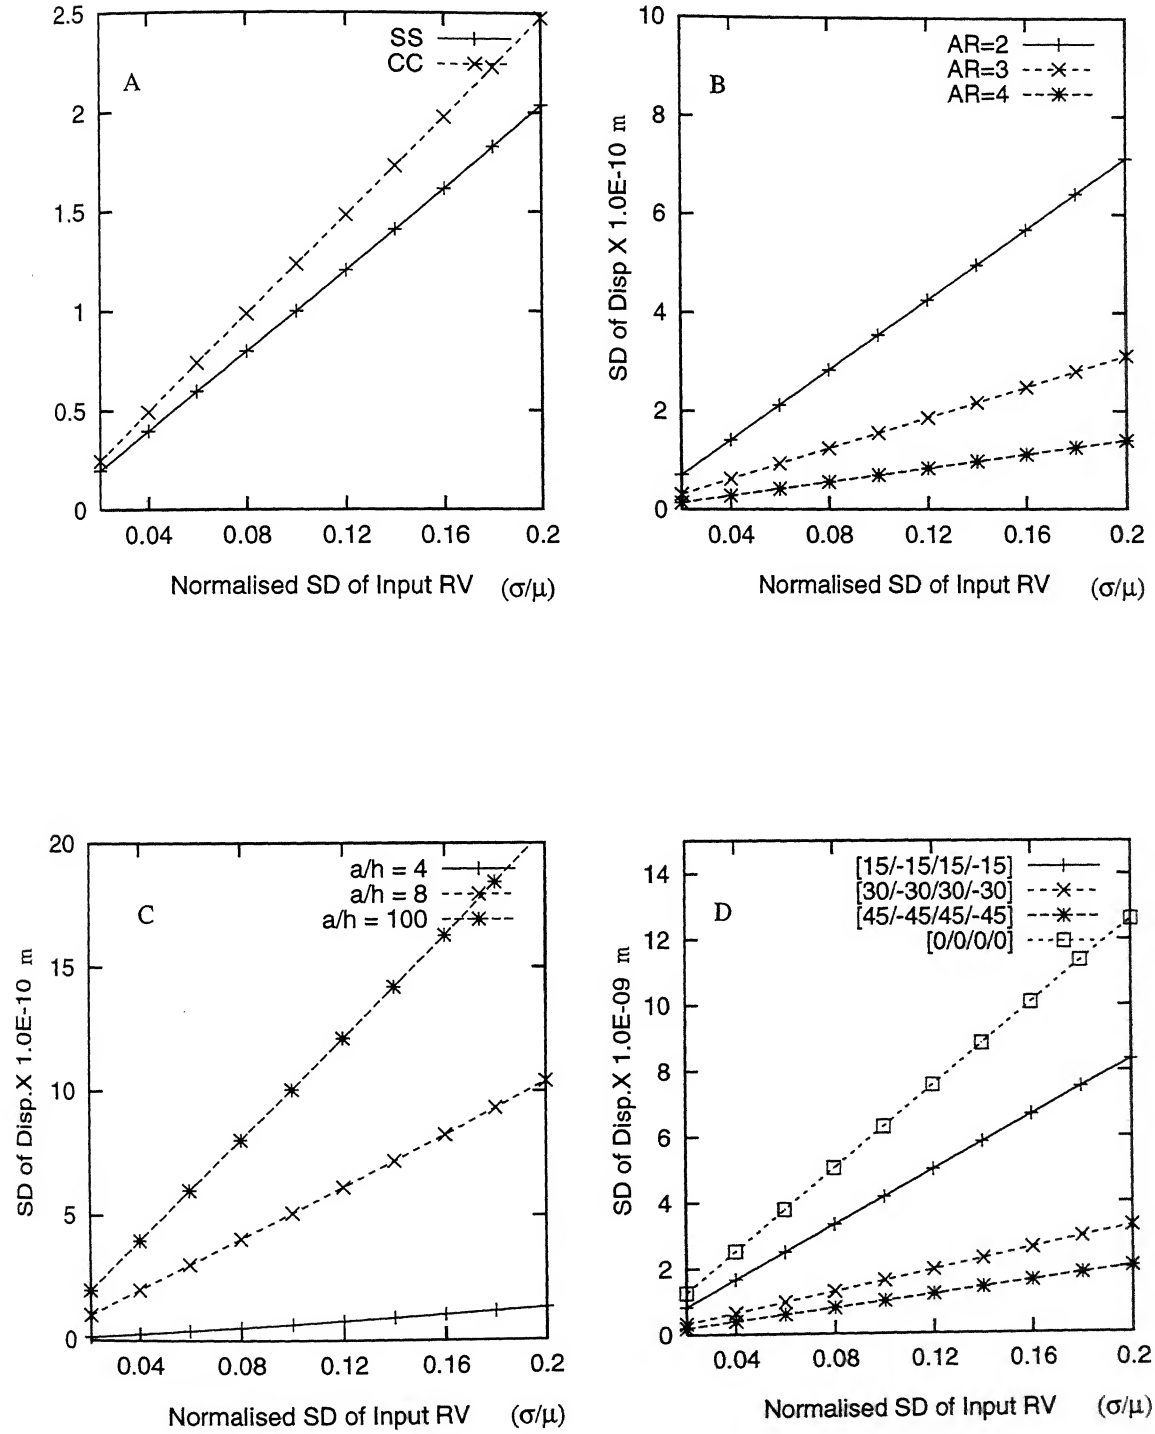 2.5
2
1.5
1
0.5
0
A
SS
CC
0.04 0.08 0.12 0.16 0.2
Normalised SD of Input RV (σ/μ)
10
8
6
4
2
0
SD of Disp X 1.0E-10 m
B
AR=2
AR=3
AR=4
0.04 0.08 0.12 0.16 0.2
Normalised SD of Input RV (σ/μ)
20
15
10
5
0
SD of Disp.X 1.0E-10 m
C
a/h = 4
a/h = 8
a/h = 100
0.04 0.08 0.12 0.16 0.2
Normalised SD of Input RV (σ/μ)
14
12
10
8
6
4
2
0
SD of Disp.X 1.0E-09 m
D
[15/-15/15/-15]
[30/-30/30/-30]
[45/-45/45/-45]
[0/0/0/0]
0.04 0.08 0.12 0.16 0.2
Normalised SD of Input RV (σ/μ)